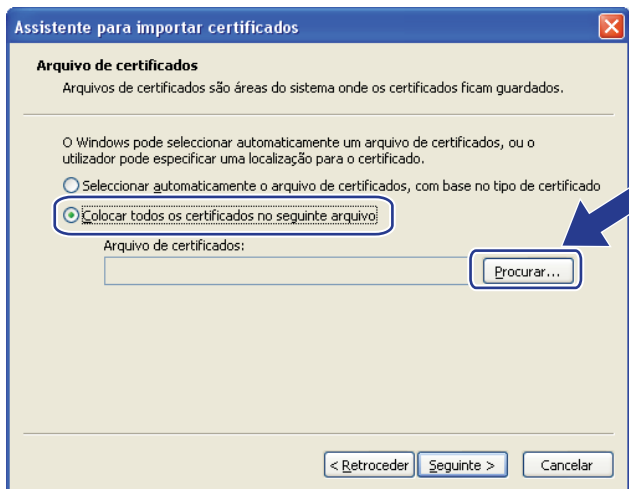 Assistente para importar certificados
Arquivo de certificados
Arquivos de certificados são áreas do sistema onde os certificados ficam guardados.
O Windows pode seleccionar automaticamente um arquivo de certificados, ou o
utilizador pode especificar uma localização para o certificado.
Seleccionar automaticamente o arquivo de certificados, com base no tipo de certificado
Colocar todos os certificados no seguinte arquivo
Arquivo de certificados:
Procurar...
< Retroceder Seguinte > Cancelar